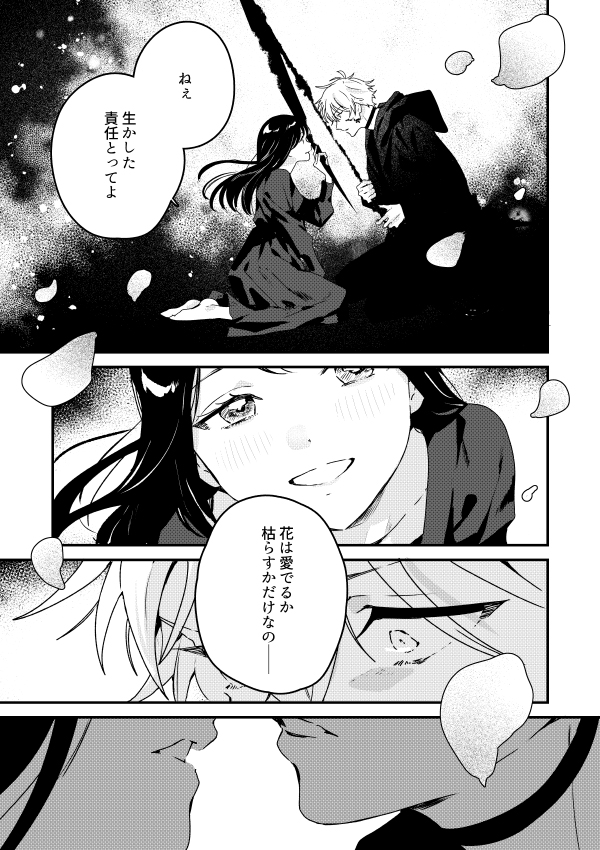 ねぇ
生かした
責任とってよ
花は愛でるか
枯らすかだけなの──